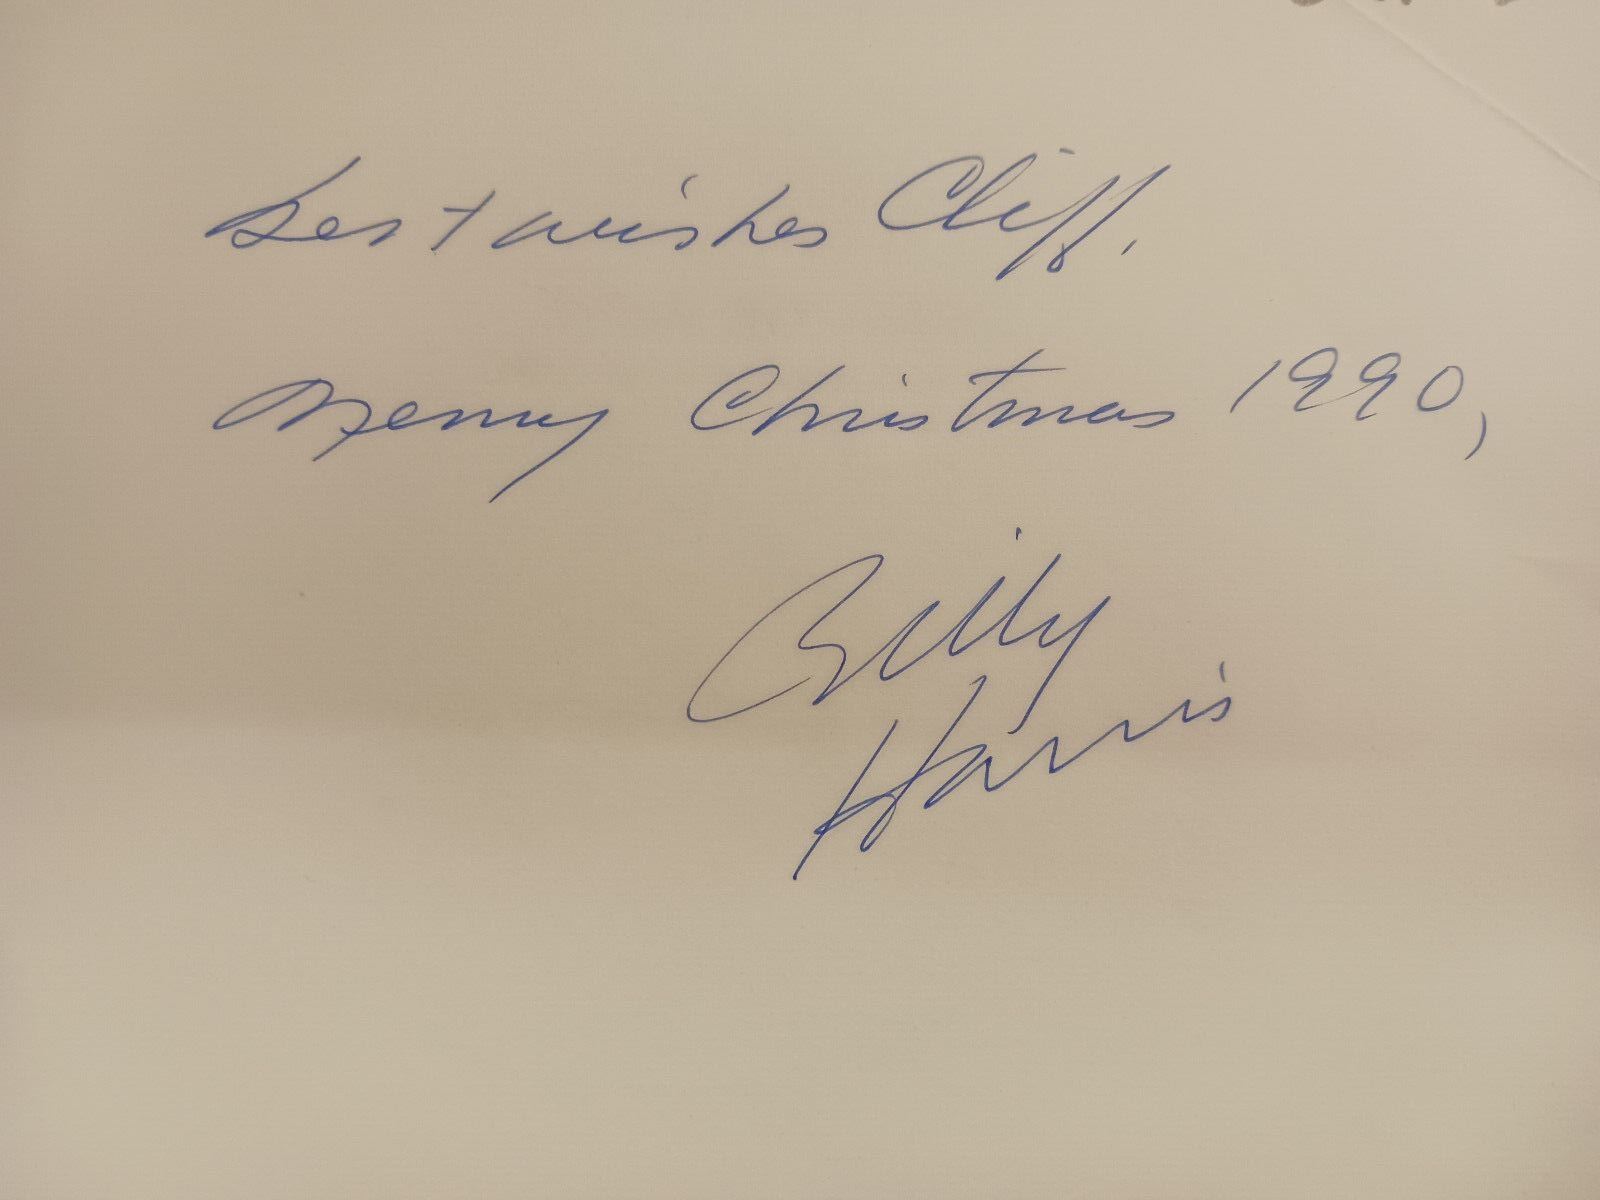 Best wishes Cliff,
Merry Christmas 1990,
Billy
Harris